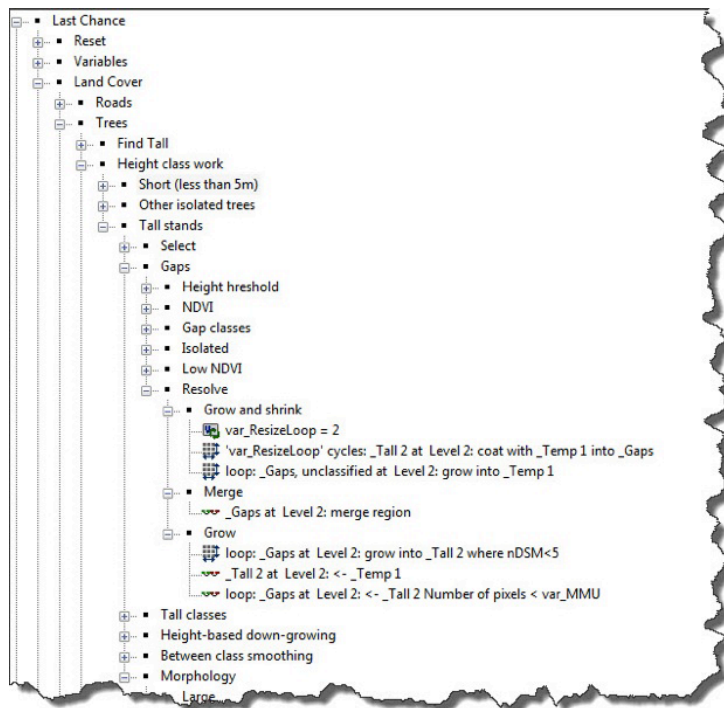 Last Chance
Reset
Variables
Land Cover
Roads
Trees
Find Tall
Height class work
Short (less than 5m)
Other isolated trees
Tall stands
Select
Gaps
Height hreshold
NDVI
Gap classes
Isolated
Low NDVI
Resolve
Grow and shrink
var_ResizeLoop = 2
'var_ResizeLoop' cycles: _Tall 2 at Level 2: coat with _Temp 1 into _Gaps
loop: _Gaps, unclassified at Level 2: grow into _Temp 1
Merge
_Gaps at Level 2: merge region
Grow
loop: _Gaps at Level 2: grow into _Tall 2 where nDSM<5
_Tall 2 at Level 2: <- _Temp 1
loop: _Gaps at Level 2: <- _Tall 2 Number of pixels < var_MMU
Tall classes
Height-based down-growing
Between class smoothing
Morphology
Large